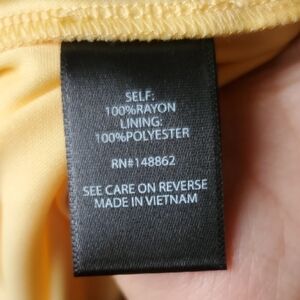 SELF:
100%RAYON
LINING:
100%POLYESTER
RN#148862
SEE CARE ON REVERSE
MADE IN VIETNAM